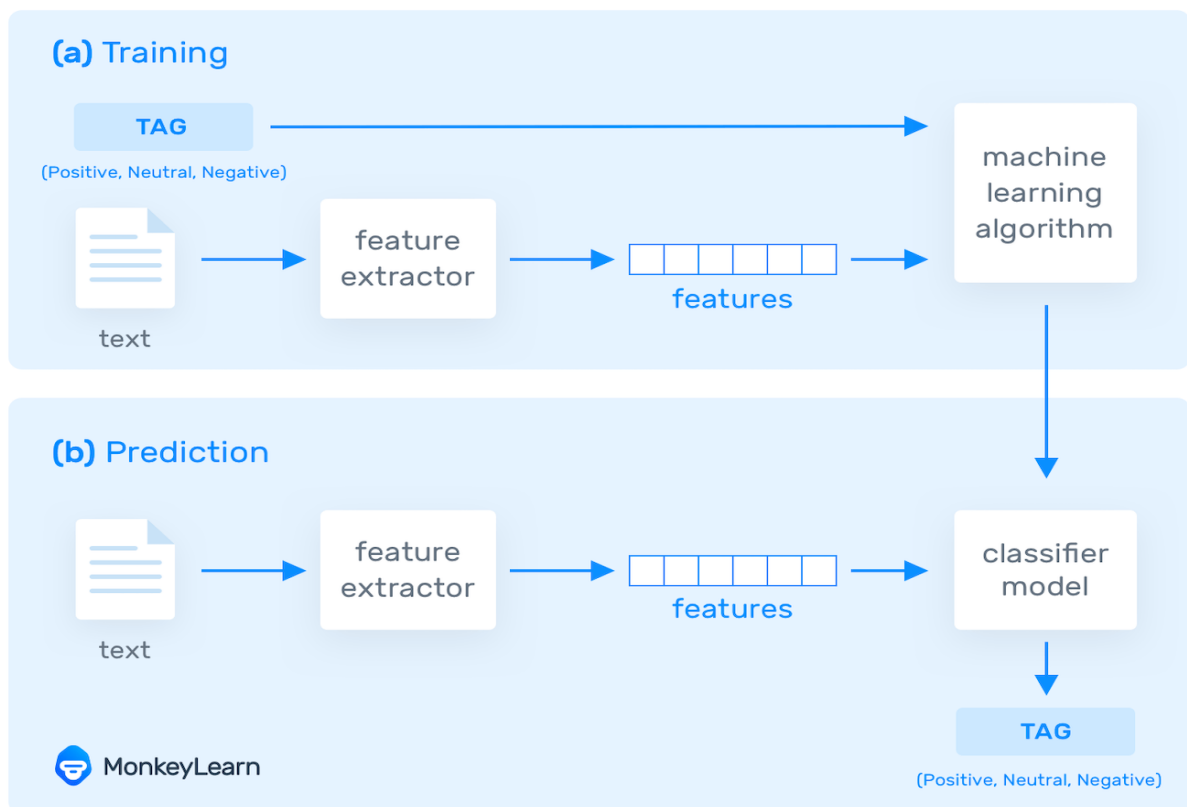 (a) Training
TAG
(Positive, Neutral, Negative)
text
feature
extractor
features
machine
learning
algorithm
(b) Prediction
text
feature
extractor
features
classifier
model
TAG
(Positive, Neutral, Negative)
MonkeyLearn